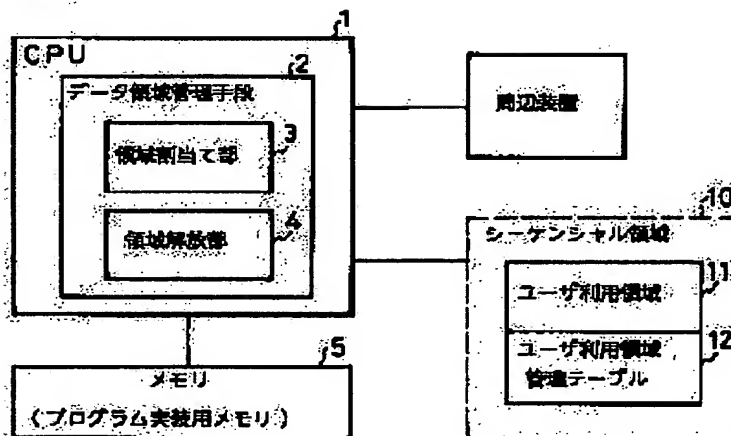 1
CPU
2
データ領域管理手段
周辺装置
3
領域割当て部
4
領域解放部
10
シーケンシャル領域
11
ユーザ利用領域
12
ユーザ利用領域
管理テーブル
5
メモリ
(プログラム実装用メモリ)